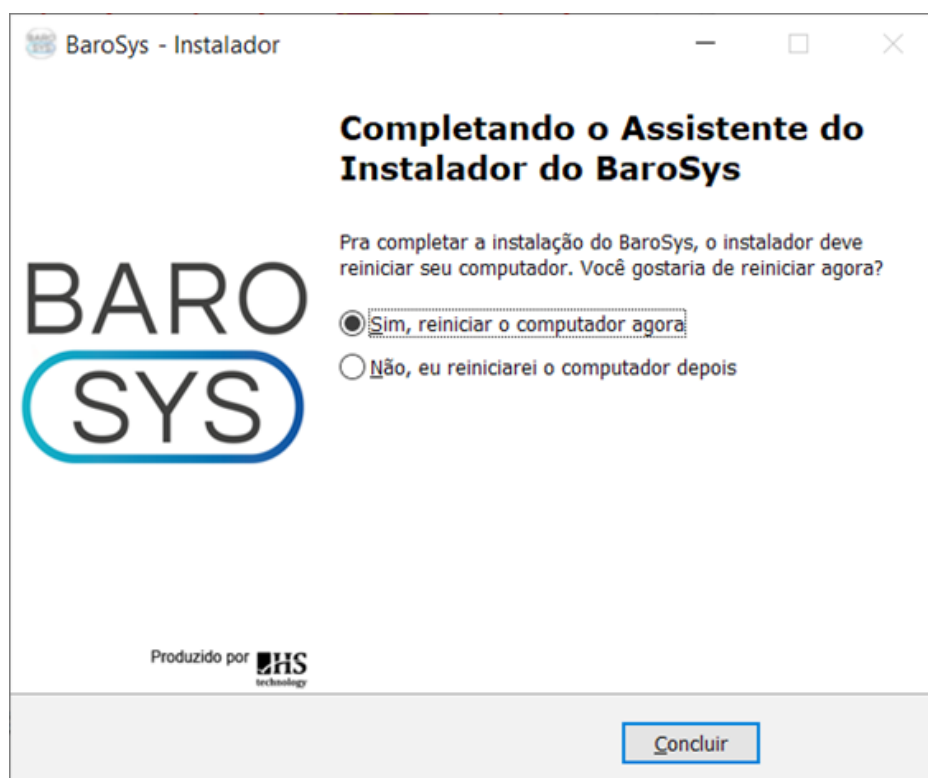 BaroSys - Instalador
Completando o Assistente do
Instalador do BaroSys
Pra completar a instalação do BaroSys, o instalador deve
reiniciar seu computador. Você gostaria de reiniciar agora?
Sim, reiniciar o computador agora
Não, eu reiniciarei o computador depois
BARO
SYS
Produzido por HS
technology
Concluir